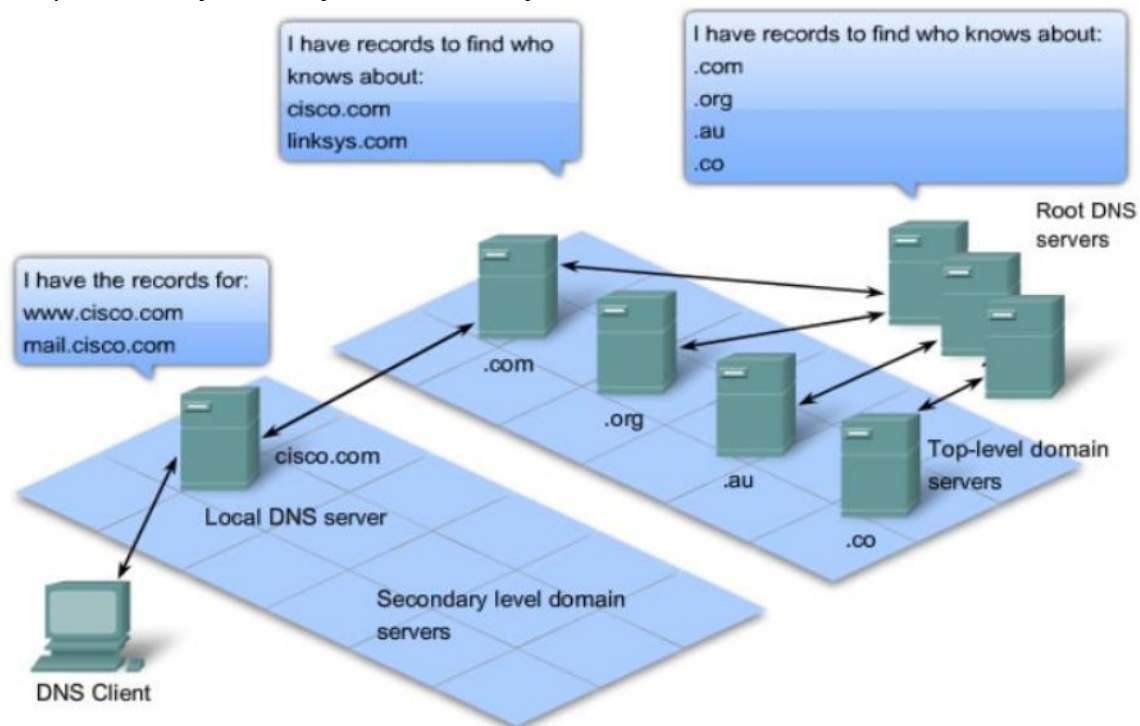 I have records to find who
knows about:
cisco.com
linksys.com
I have records to find who knows about:
.com
.org
.au
.co
Root DNS
servers
I have the records for:
www.cisco.com
mail.cisco.com
.com
.org
.au
.co
Top-level domain
servers
cisco.com
Local DNS server
Secondary level domain
servers
DNS Client